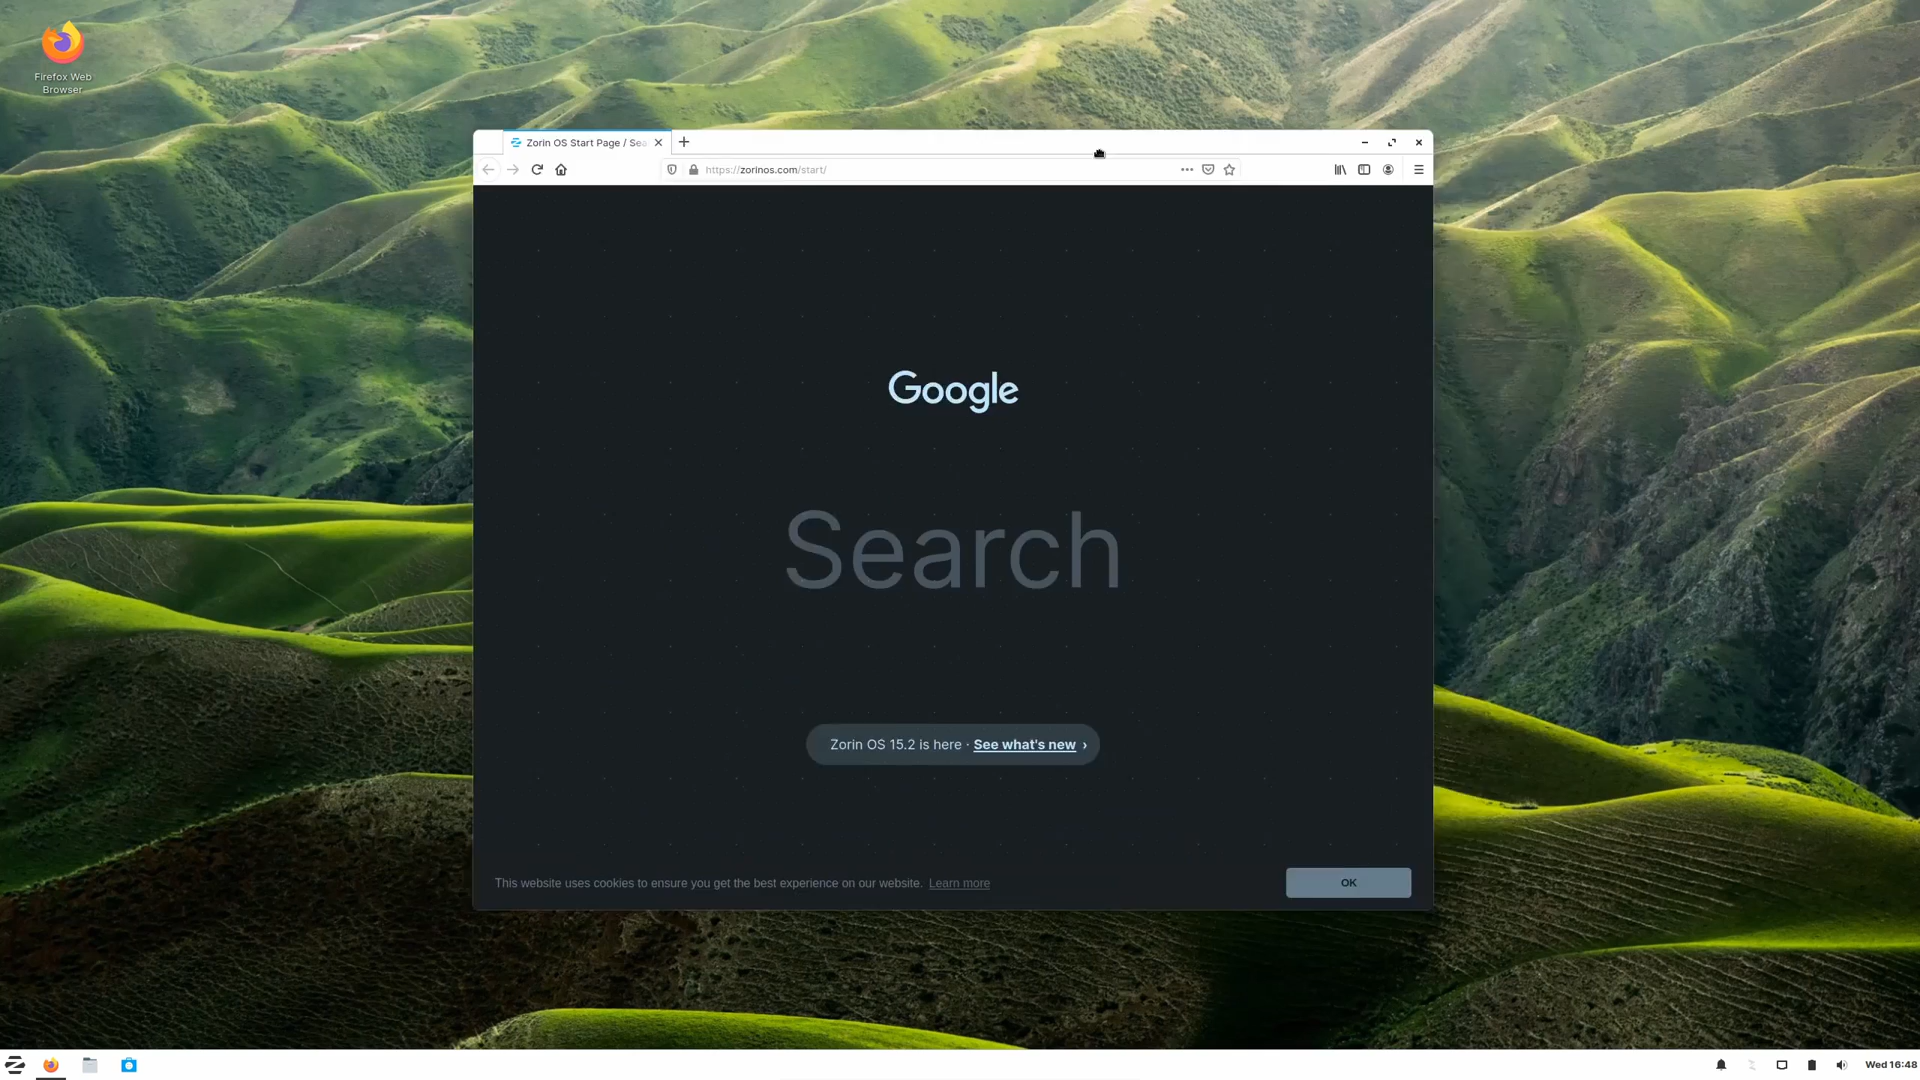 Firefox Web
Browser
Zorin OS Start Page / Sea
https://zorinos.com/start/
Google
Search
Zorin OS 15.2 is here · See what's new ›
This website uses cookies to ensure you get the best experience on our website. Learn more
OK
Wed 16:48